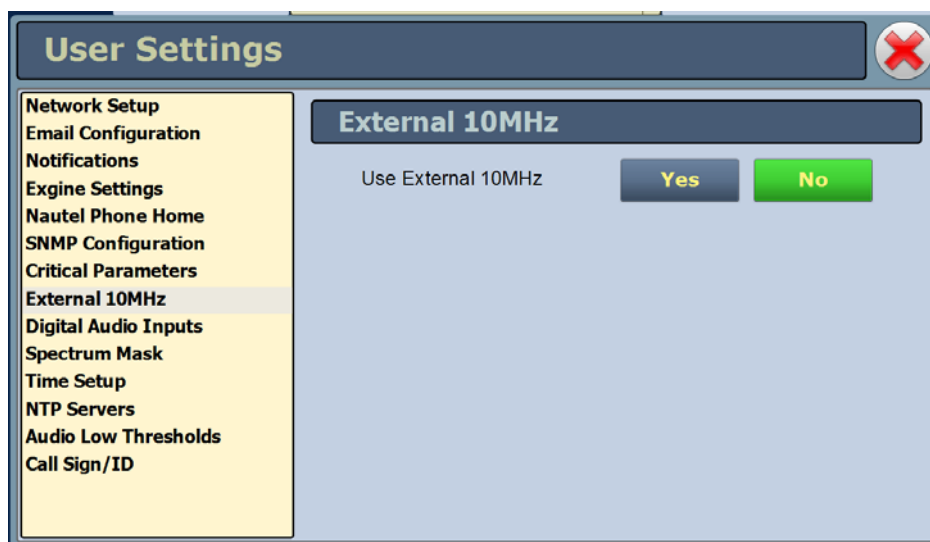 User Settings
Network Setup
Email Configuration
Notifications
Exgine Settings
Nautel Phone Home
SNMP Configuration
Critical Parameters
External 10MHz
Digital Audio Inputs
Spectrum Mask
Time Setup
NTP Servers
Audio Low Thresholds
Call Sign/ID
External 10MHz
Use External 10MHz Yes No